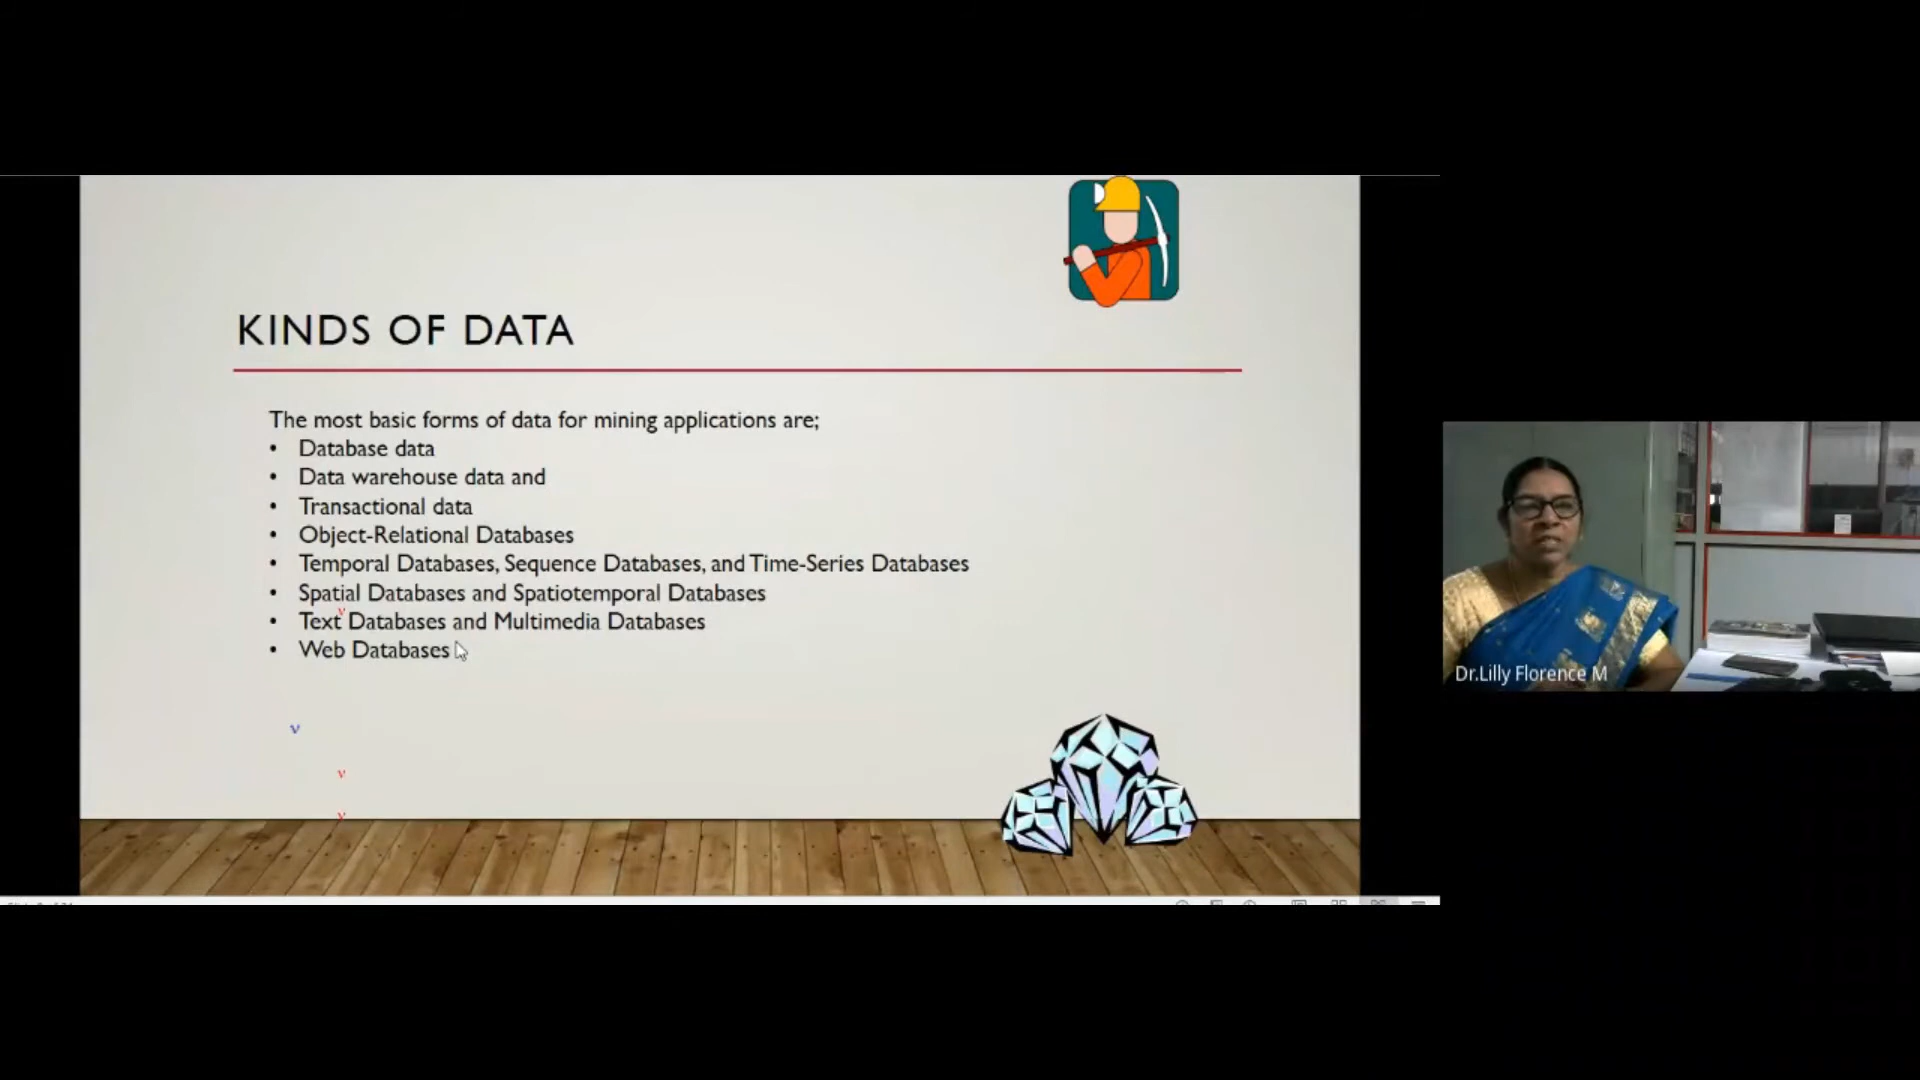 KINDS OF DATA
The most basic forms of data for mining applications are;
• Database data
• Data warehouse data and
• Transactional data
• Object-Relational Databases
• Temporal Databases, Sequence Databases, and Time-Series Databases
• Spatial Databases and Spatiotemporal Databases
v
• Text Databases and Multimedia Databases
• Web Databases
Dr.Lilly Florence M
v
v
v